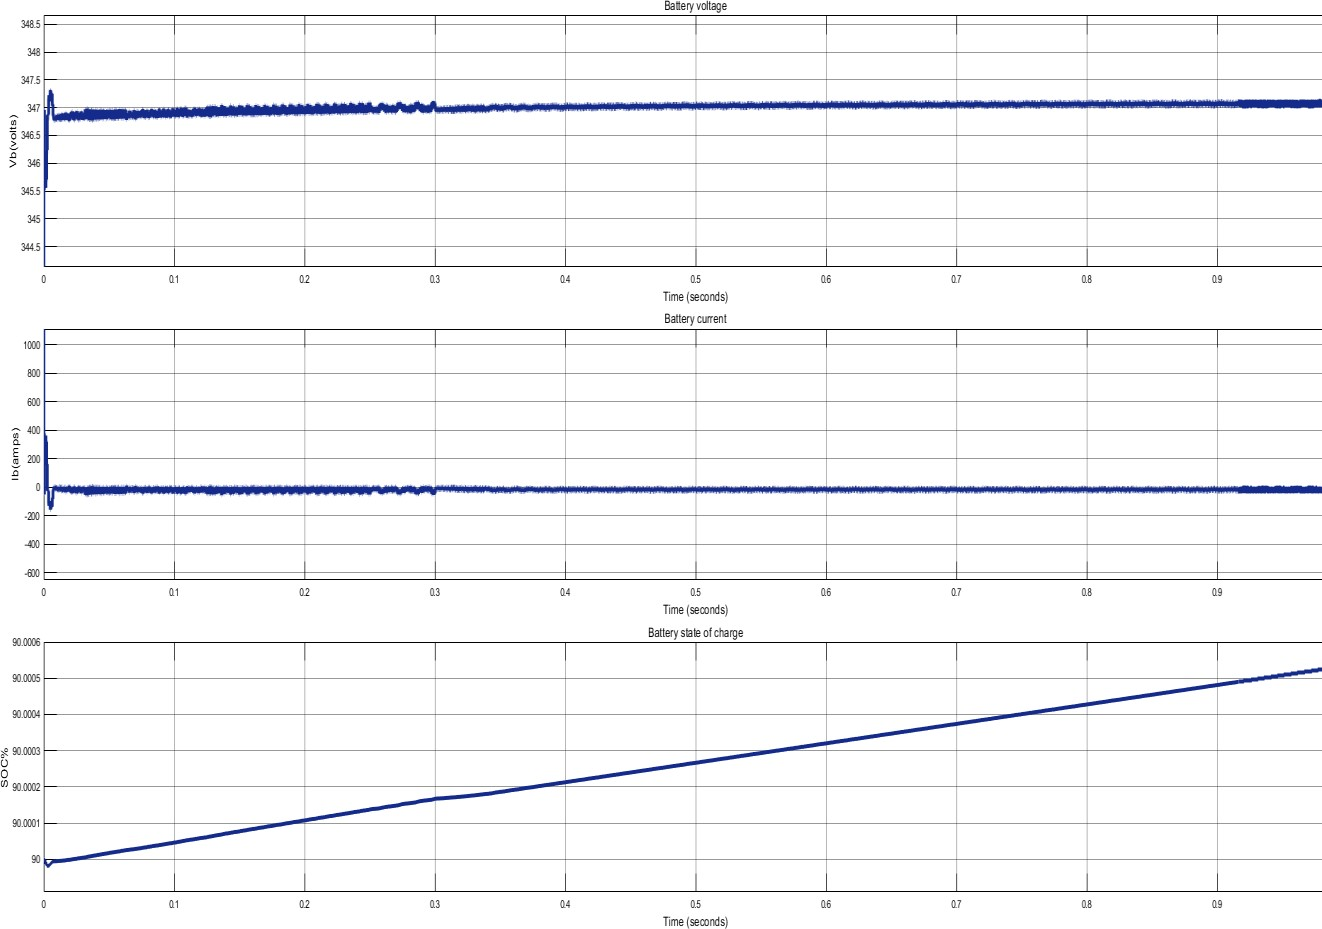 Battery voltage
348.5
348
347.5
347
346.5
346
345.5
345
344.5
Vb(volts)
0 0.1 0.2 0.3 0.4 0.5 0.6 0.7 0.8 0.9
Time (seconds)
Battery current
1000
800
600
400
200
0
-200
-400
-600
Ib(amps)
0 0.1 0.2 0.3 0.4 0.5 0.6 0.7 0.8 0.9
Time (seconds)
Battery state of charge
90.0006
90.0005
90.0004
90.0003
90.0002
90.0001
90
SOC%
0 0.1 0.2 0.3 0.4 0.5 0.6 0.7 0.8 0.9
Time (seconds)